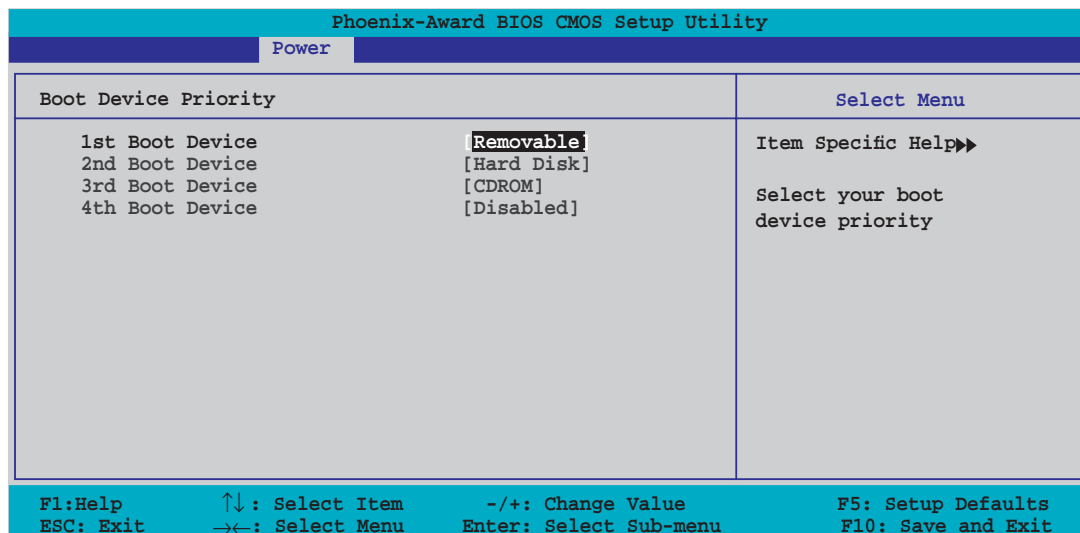 Phoenix-Award BIOS CMOS Setup Utility
Power
Boot Device Priority
Select Menu
1st Boot Device [Removable]
2nd Boot Device [Hard Disk]
3rd Boot Device [CDROM]
4th Boot Device [Disabled]
Item Specific Help▶▶
Select your boot
device priority
F1:Help ↑↓: Select Item -/+: Change Value F5: Setup Defaults
ESC: Exit →←: Select Menu Enter: Select Sub-menu F10: Save and Exit